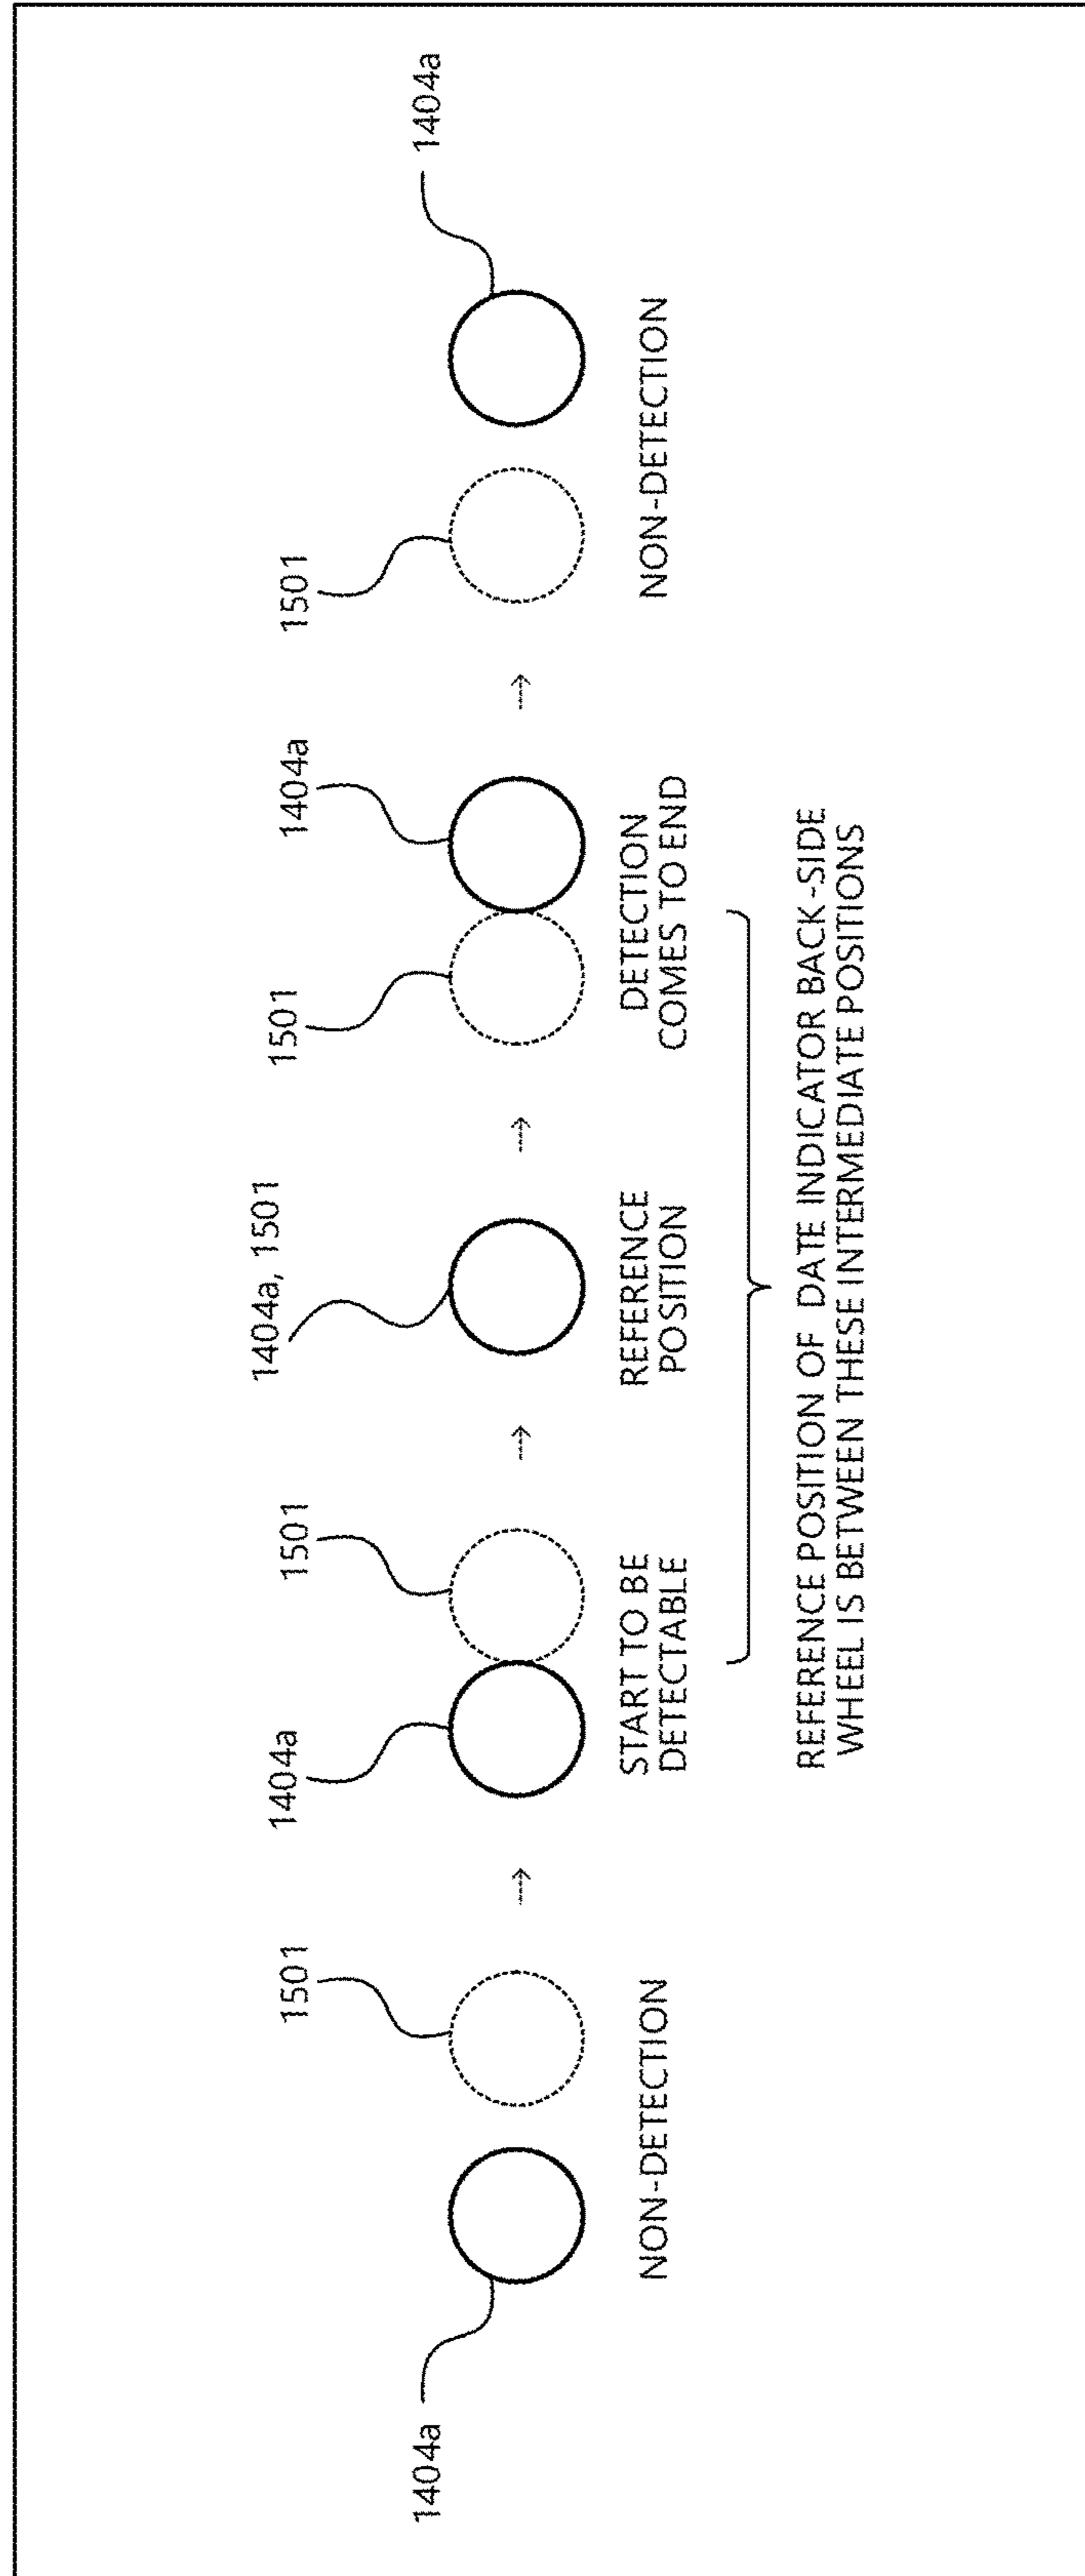 1404a
1501
NON-DETECTION
→
1404a
1501
START TO BE
DETECTABLE
→
1404a, 1501
REFERENCE
POSITION
→
1501
1404a
DETECTION
COMES TO END
→
1501
1404a
NON-DETECTION
REFERENCE POSITION OF DATE INDICATOR BACK-SIDE
WHEEL IS BETWEEN THESE INTERMEDIATE POSITIONS